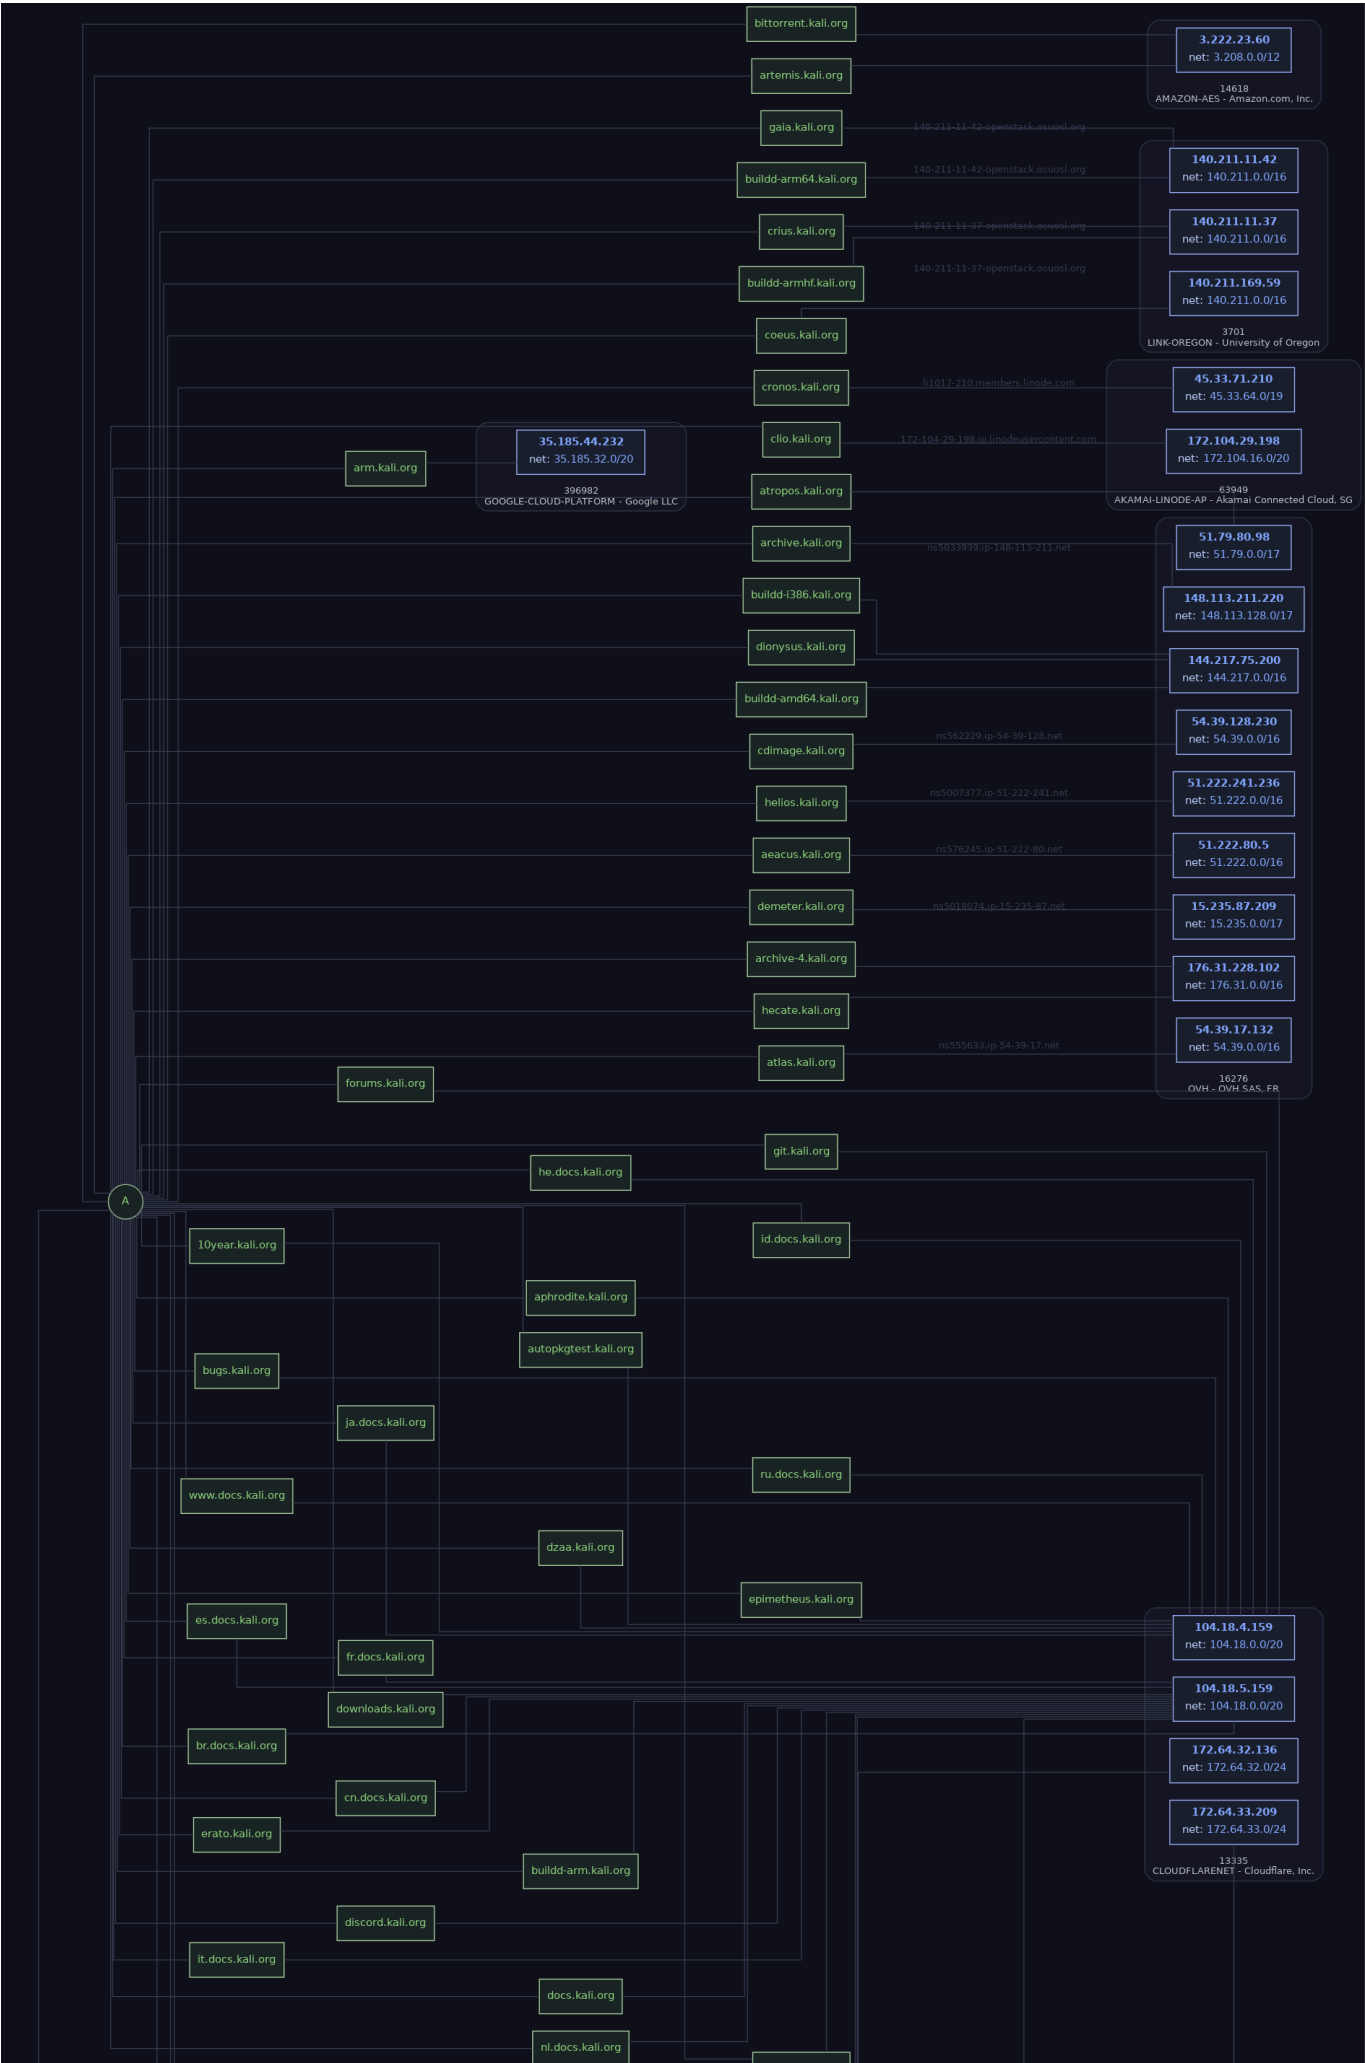 bittorrent.kali.org
3.222.23.60
net: 3.208.0.0/12
artemis.kali.org
14618
AMAZON-AES - Amazon.com, Inc.
gaia.kali.org
140-211-11-42-openstack.osuosl.org
140.211.11.42
net: 140.211.0.0/16
buildd-arm64.kali.org
140-211-11-42-openstack.osuosl.org
crius.kali.org
140-211-11-37-openstack.osuosl.org
140.211.11.37
net: 140.211.0.0/16
buildd-armhf.kali.org
140-211-11-37-openstack.osuosl.org
140.211.169.59
net: 140.211.0.0/16
coeus.kali.org
3701
LINK-OREGON - University of Oregon
cronos.kali.org
li1017-210.members.linode.com
45.33.71.210
net: 45.33.64.0/19
clio.kali.org
172-104-29-198.ip.linodeusercontent.com
172.104.29.198
net: 172.104.16.0/20
35.185.44.232
net: 35.185.32.0/20
arm.kali.org
396982
GOOGLE-CLOUD-PLATFORM - Google LLC
atropos.kali.org
63949
AKAMAI-LINODE-AP - Akamai Connected Cloud, SG
archive.kali.org
ns5033939.ip-148-113-211.net
51.79.80.98
net: 51.79.0.0/17
buildd-i386.kali.org
148.113.211.220
net: 148.113.128.0/17
dionysus.kali.org
144.217.75.200
net: 144.217.0.0/16
buildd-amd64.kali.org
54.39.128.230
net: 54.39.0.0/16
cdimage.kali.org
ns562229.ip-54-39-128.net
helios.kali.org
ns5007377.ip-51-222-241.net
51.222.241.236
net: 51.222.0.0/16
aeacus.kali.org
ns576245.ip-51-222-80.net
51.222.80.5
net: 51.222.0.0/16
demeter.kali.org
ns5018074.ip-15-235-87.net
15.235.87.209
net: 15.235.0.0/17
archive-4.kali.org
176.31.228.102
net: 176.31.0.0/16
hecate.kali.org
atlas.kali.org
ns555633.ip-54-39-17.net
54.39.17.132
net: 54.39.0.0/16
forums.kali.org
16276
OVH - OVH SAS, FR
git.kali.org
he.docs.kali.org
A
10year.kali.org
id.docs.kali.org
aphrodite.kali.org
autopkgtest.kali.org
bugs.kali.org
ja.docs.kali.org
ru.docs.kali.org
www.docs.kali.org
dzaa.kali.org
epimetheus.kali.org
es.docs.kali.org
104.18.4.159
net: 104.18.0.0/20
fr.docs.kali.org
104.18.5.159
net: 104.18.0.0/20
downloads.kali.org
br.docs.kali.org
172.64.32.136
net: 172.64.32.0/24
cn.docs.kali.org
172.64.33.209
net: 172.64.33.0/24
erato.kali.org
13335
CLOUDFLARENET - Cloudflare, Inc.
buildd-arm.kali.org
discord.kali.org
it.docs.kali.org
docs.kali.org
nl.docs.kali.org